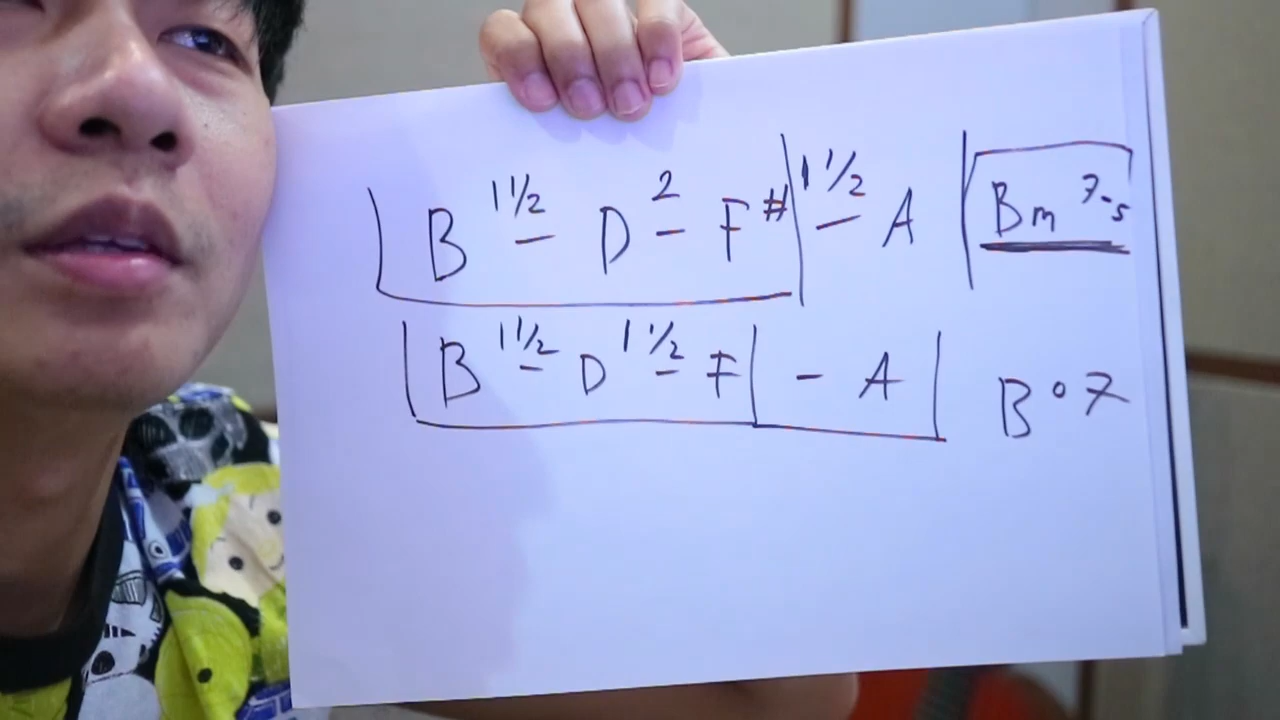 B 1½ – D 2 – F# 1½ – A Bm7-5
B 1½ – D 1½ – F – A B°7